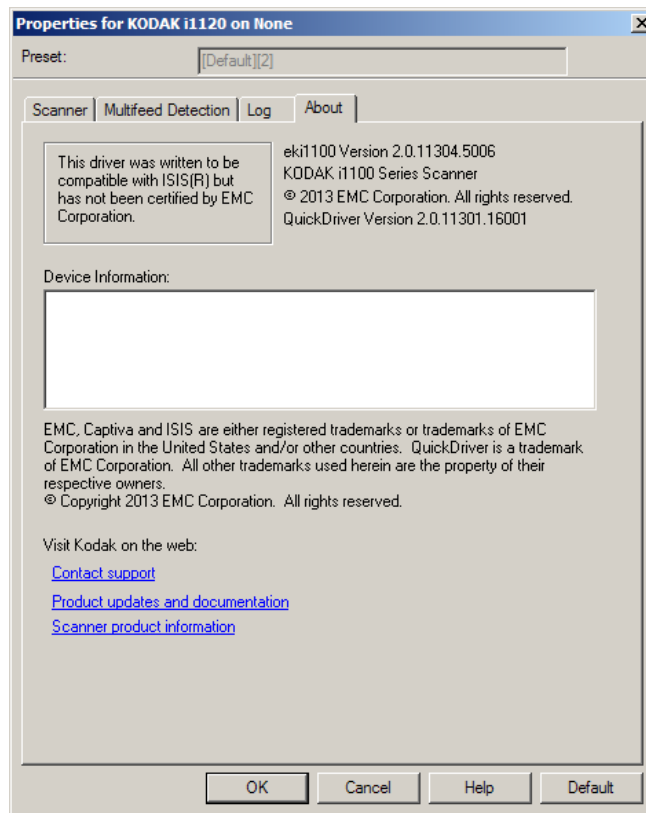 Properties for KODAK i1120 on None
Preset:
[Default][2]
Scanner
Multifeed Detection
Log
About
This driver was written to be
compatible with ISIS(R) but
has not been certified by EMC
Corporation.
eki1100 Version 2.0.11304.5006
KODAK i1100 Series Scanner
© 2013 EMC Corporation. All rights reserved.
QuickDriver Version 2.0.11301.16001
Device Information:
EMC, Captiva and ISIS are either registered trademarks or trademarks of EMC
Corporation in the United States and/or other countries.  QuickDriver is a trademark
of EMC Corporation.  All other trademarks used herein are the property of their
respective owners.
© Copyright 2013 EMC Corporation.  All rights reserved.
Visit Kodak on the web:
Contact support
Product updates and documentation
Scanner product information
OK
Cancel
Help
Default